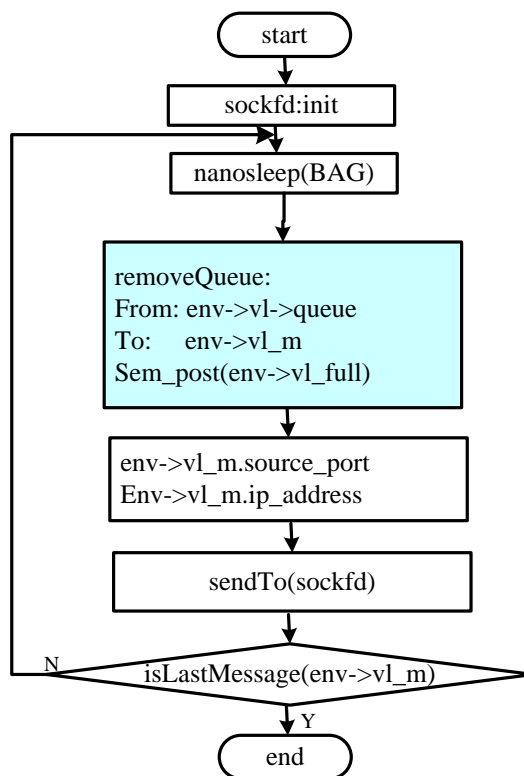 start
sockfd:init
nanosleep(BAG)
removeQueue:
From: env->vl->queue
To: env->vl_m
Sem_post(env->vl_full)
env->vl_m.source_port
Env->vl_m.ip_address
sendTo(sockfd)
N
isLastMessage(env->vl_m)
Y
end